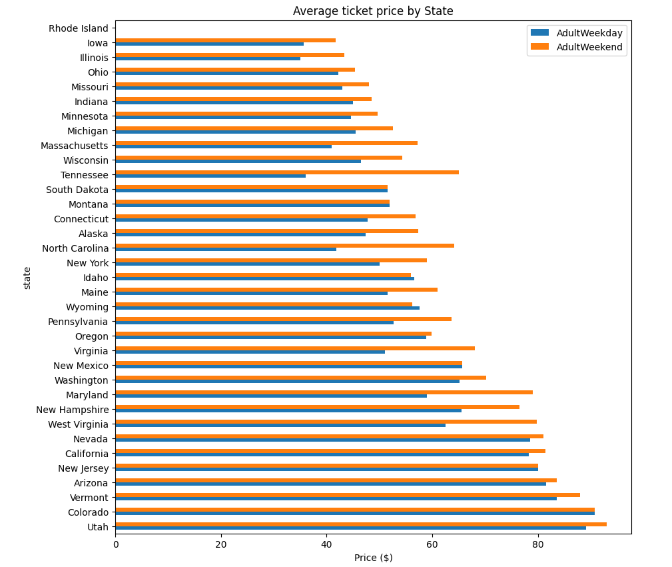 Average ticket price by State
AdultWeekday
AdultWeekend
Rhode Island
Iowa
Illinois
Ohio
Missouri
Indiana
Minnesota
Michigan
Massachusetts
Wisconsin
Tennessee
South Dakota
Montana
Connecticut
Alaska
North Carolina
New York
Idaho
Maine
Wyoming
Pennsylvania
Oregon
Virginia
New Mexico
Washington
Maryland
New Hampshire
West Virginia
Nevada
California
New Jersey
Arizona
Vermont
Colorado
Utah
state
0 20 40 60 80
Price ($)